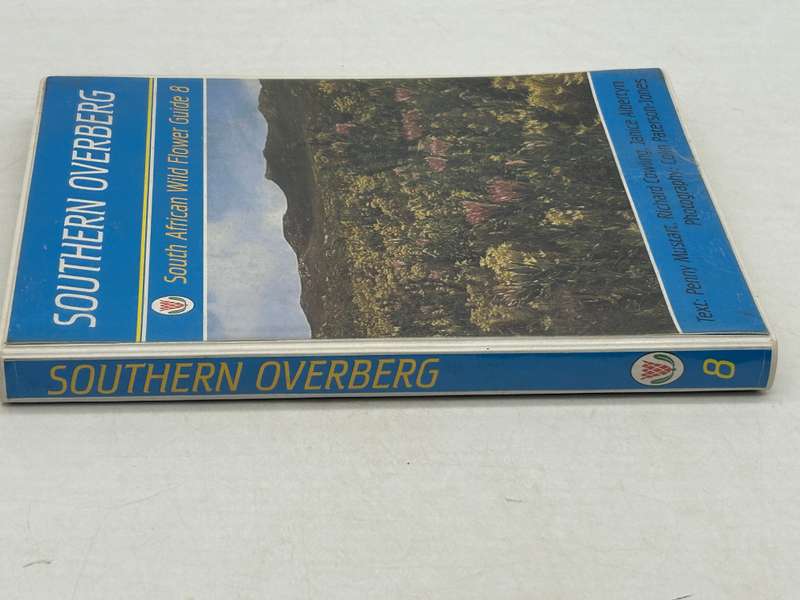 SOUTHERN OVERBERG
South African Wild Flower Guide 8
Text: Penny Mustart, Richard Cowling, Janice Albertyn
Photography: Colin Paterson-Jones
SOUTHERN OVERBERG
8